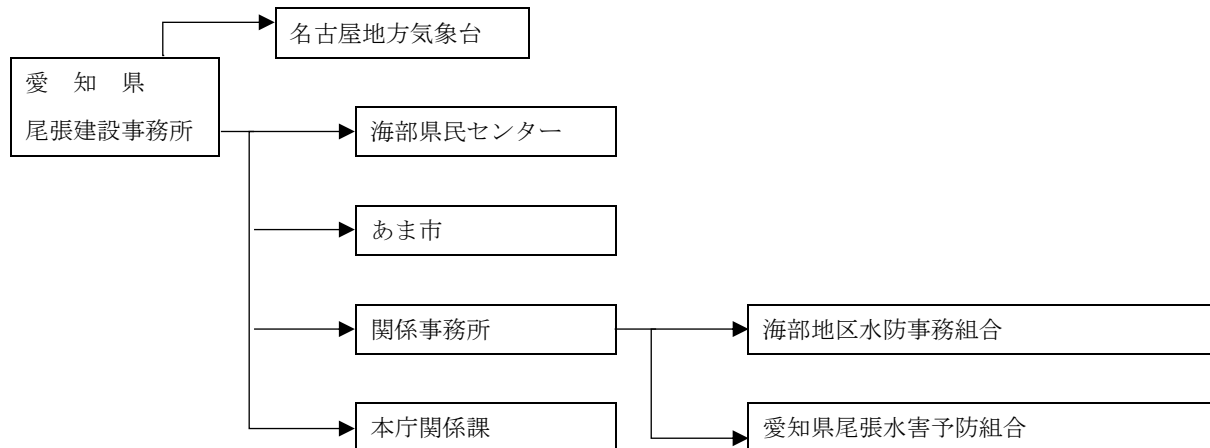 名古屋地方気象台
愛　知　県
尾張建設事務所
海部県民センター
あま市
関係事務所
海部地区水防事務組合
本庁関係課
愛知県尾張水害予防組合